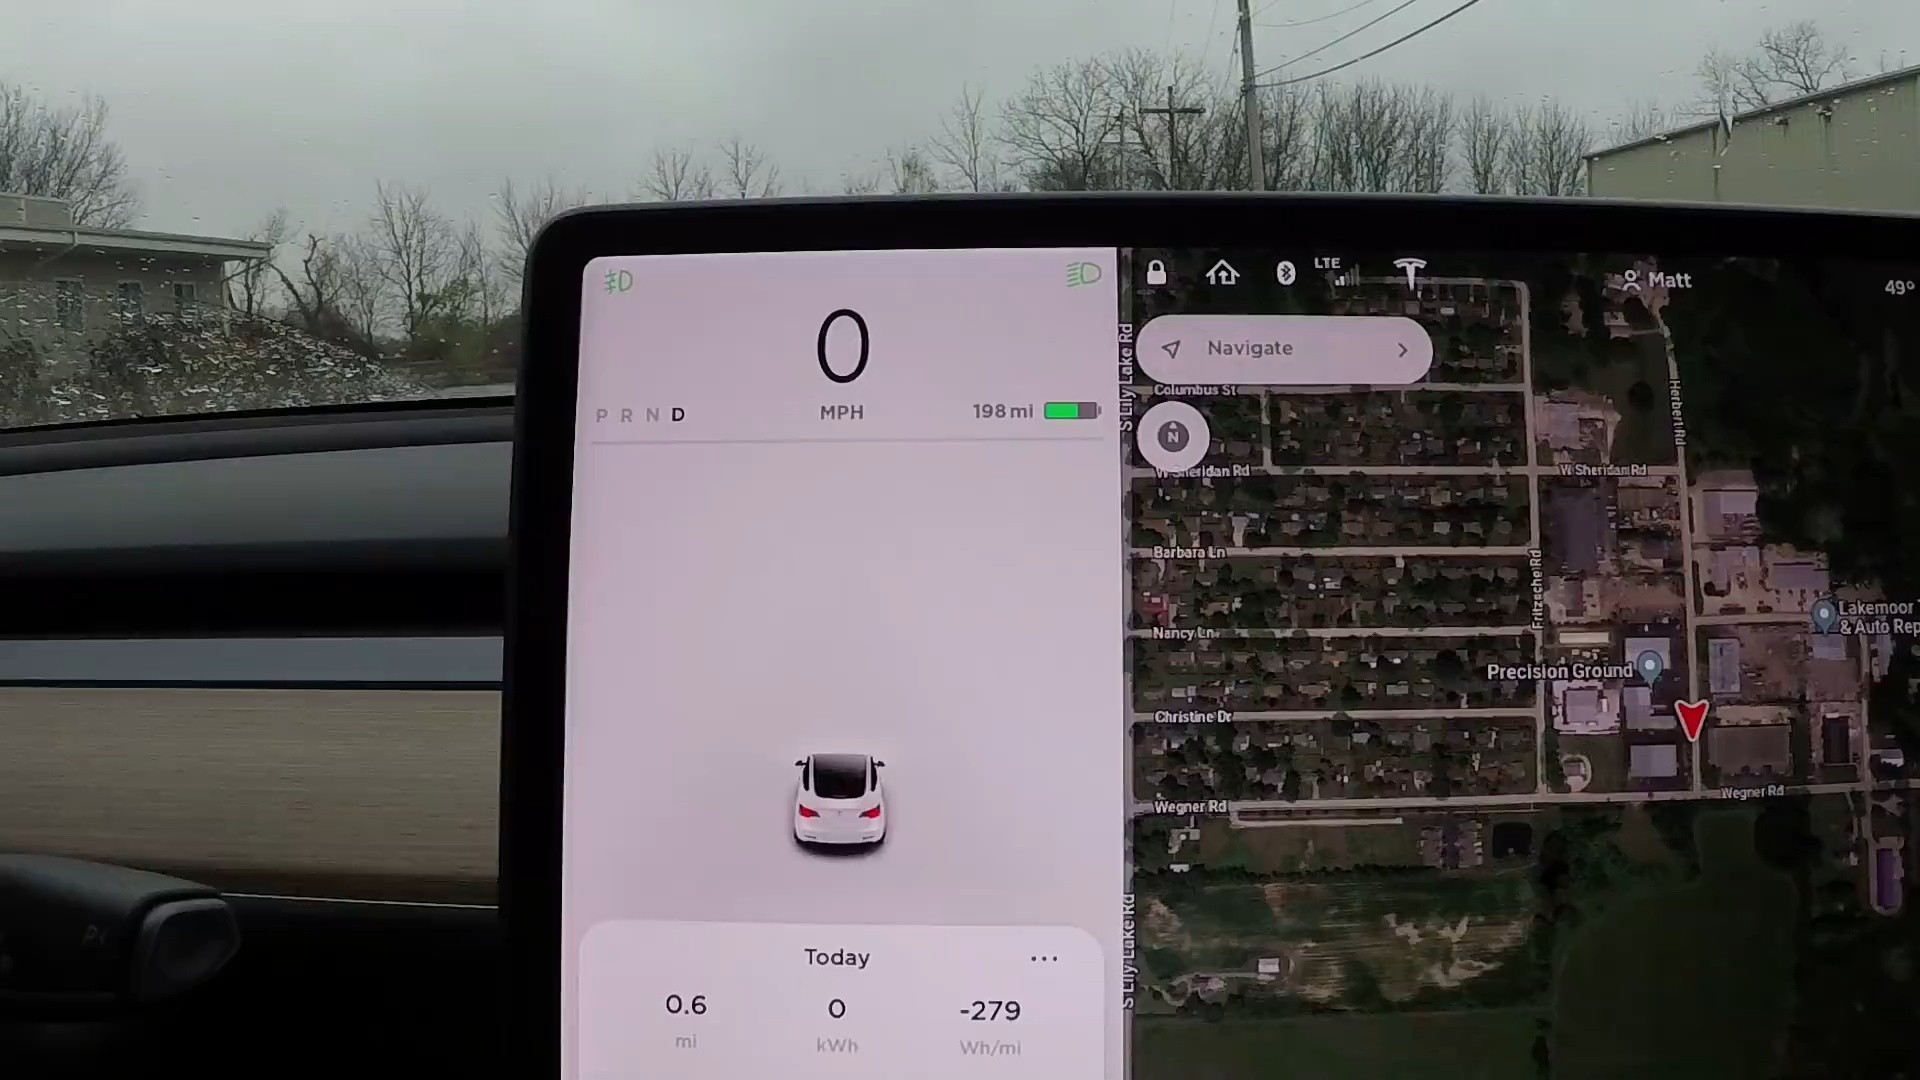 0
MPH
P R N D
198 mi
Today
...
0.6
mi
0
kWh
-279
Wh/mi
LTE
Matt
49°
Navigate
N
S Lily Lake Rd
Columbus St
W Sheridan Rd
W Sheridan Rd
Herbert Rd
Barbara Ln
Fritzsche Rd
Nancy Ln
Lakemoor
& Auto Rep
Precision Ground
Christine Dr
Wegner Rd
Wegner Rd
S Lily Lake Rd